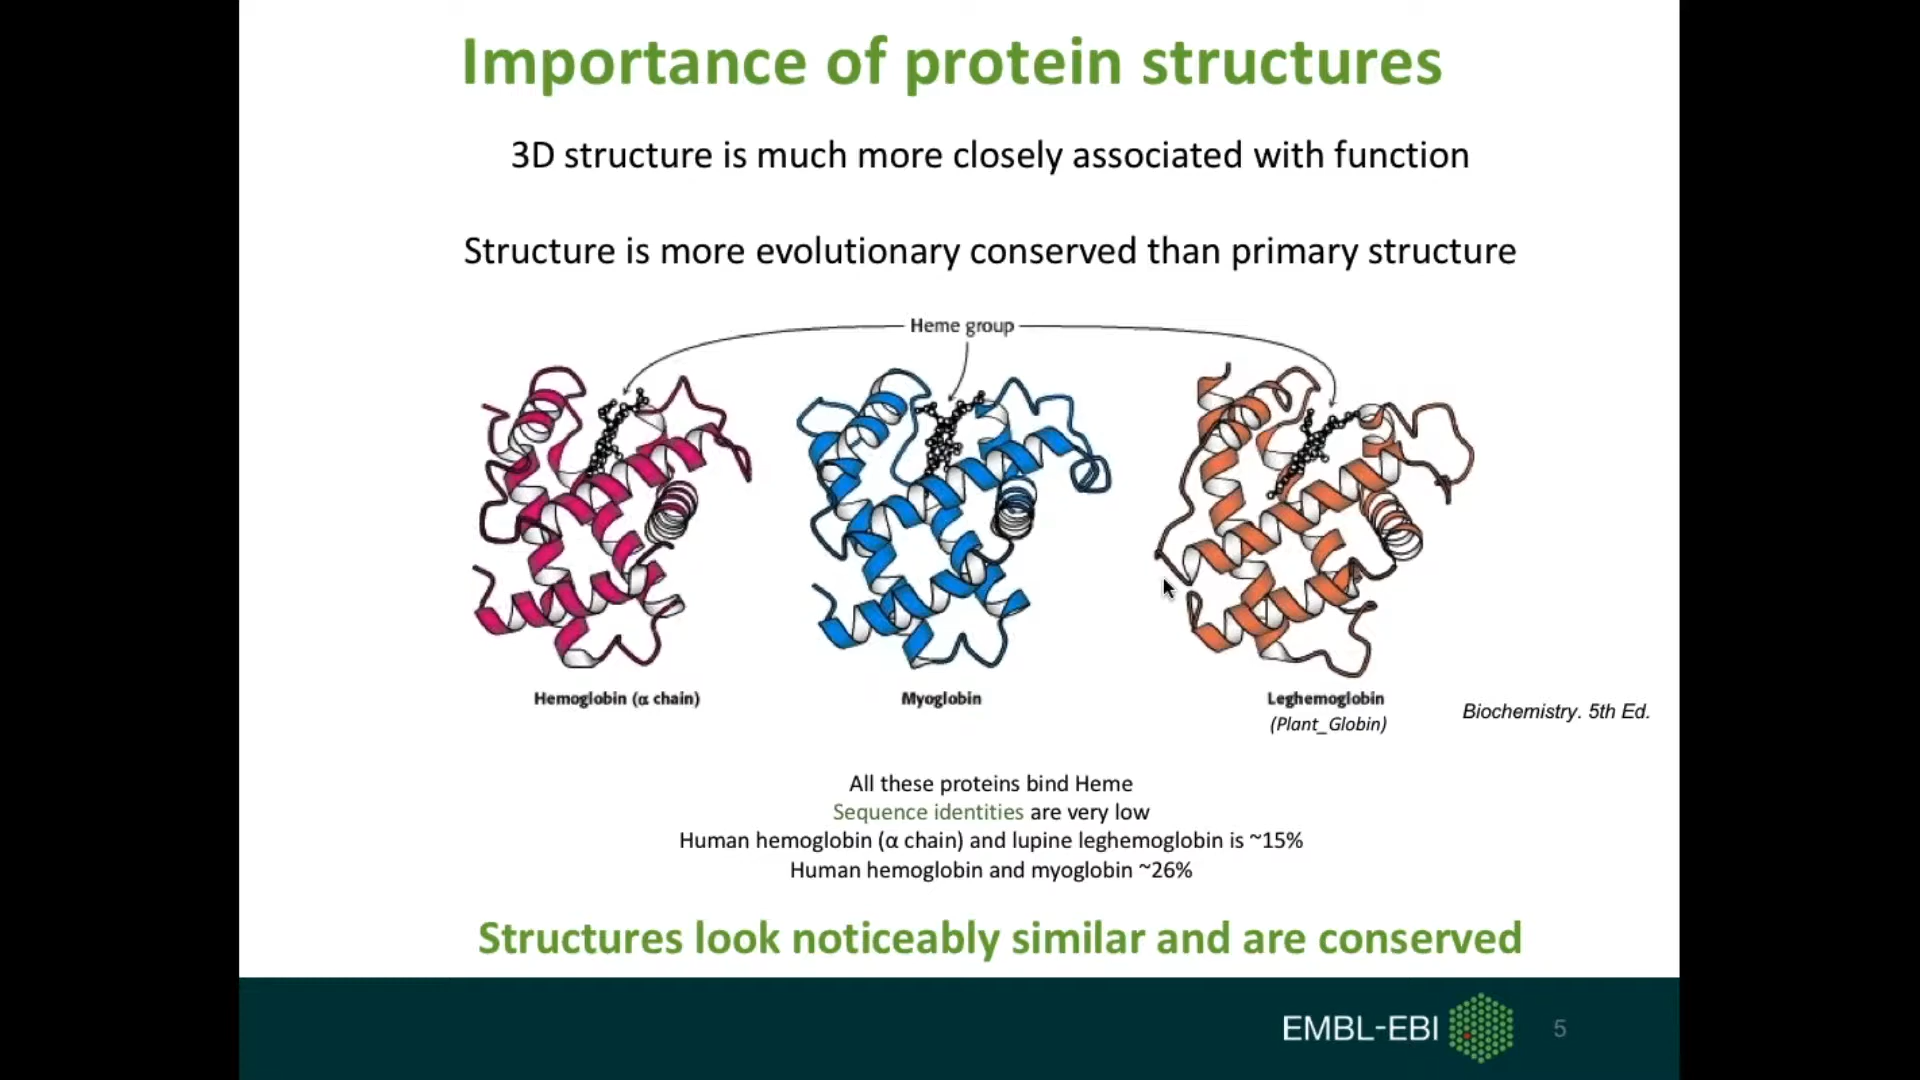 Importance of protein structures
3D structure is much more closely associated with function
Structure is more evolutionary conserved than primary structure
Heme group
Hemoglobin (α chain)
Myoglobin
Leghemoglobin
(Plant_Globin)
Biochemistry. 5th Ed.
All these proteins bind Heme
Sequence identities are very low
Human hemoglobin (α chain) and lupine leghemoglobin is ~15%
Human hemoglobin and myoglobin ~26%
Structures look noticeably similar and are conserved
EMBL-EBI
5